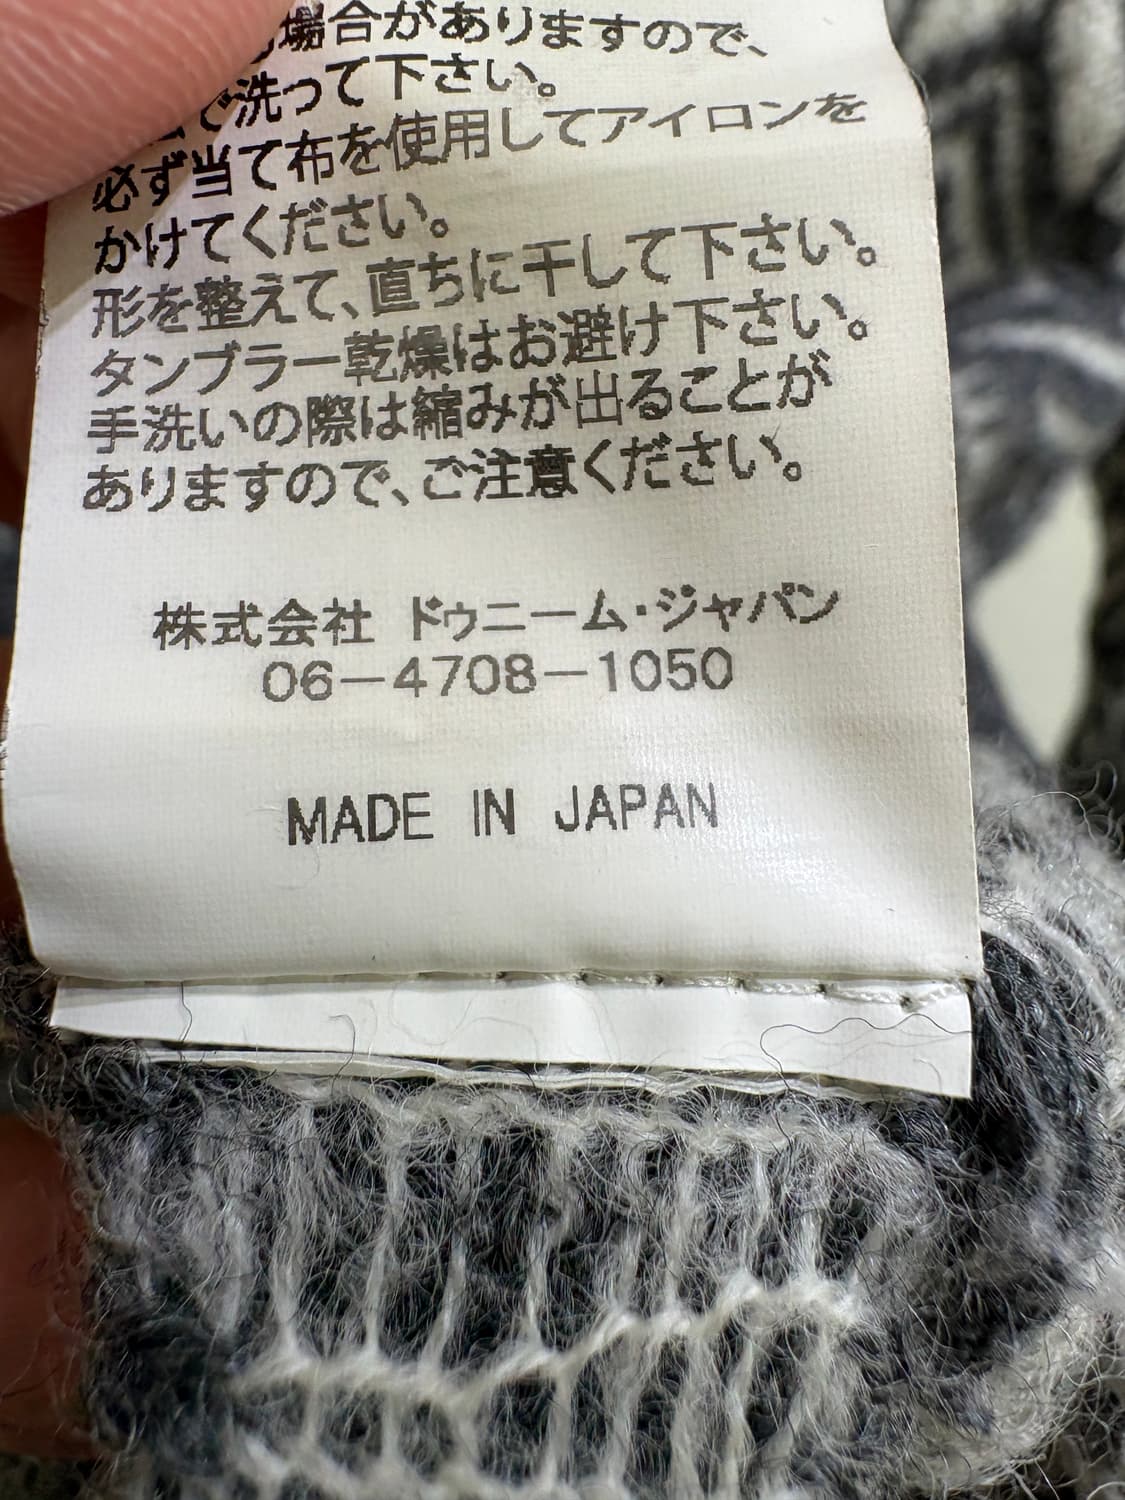 場合がありますので、
で洗って下さい。
必ず当て布を使用してアイロンを
かけてください。
形を整えて、直ちに干して下さい。
タンブラー乾燥はお避け下さい。
手洗いの際は縮みが出ることが
ありますので、ご注意ください。
株式会社 ドゥニーム・ジャパン
06-4708-1050
MADE IN JAPAN